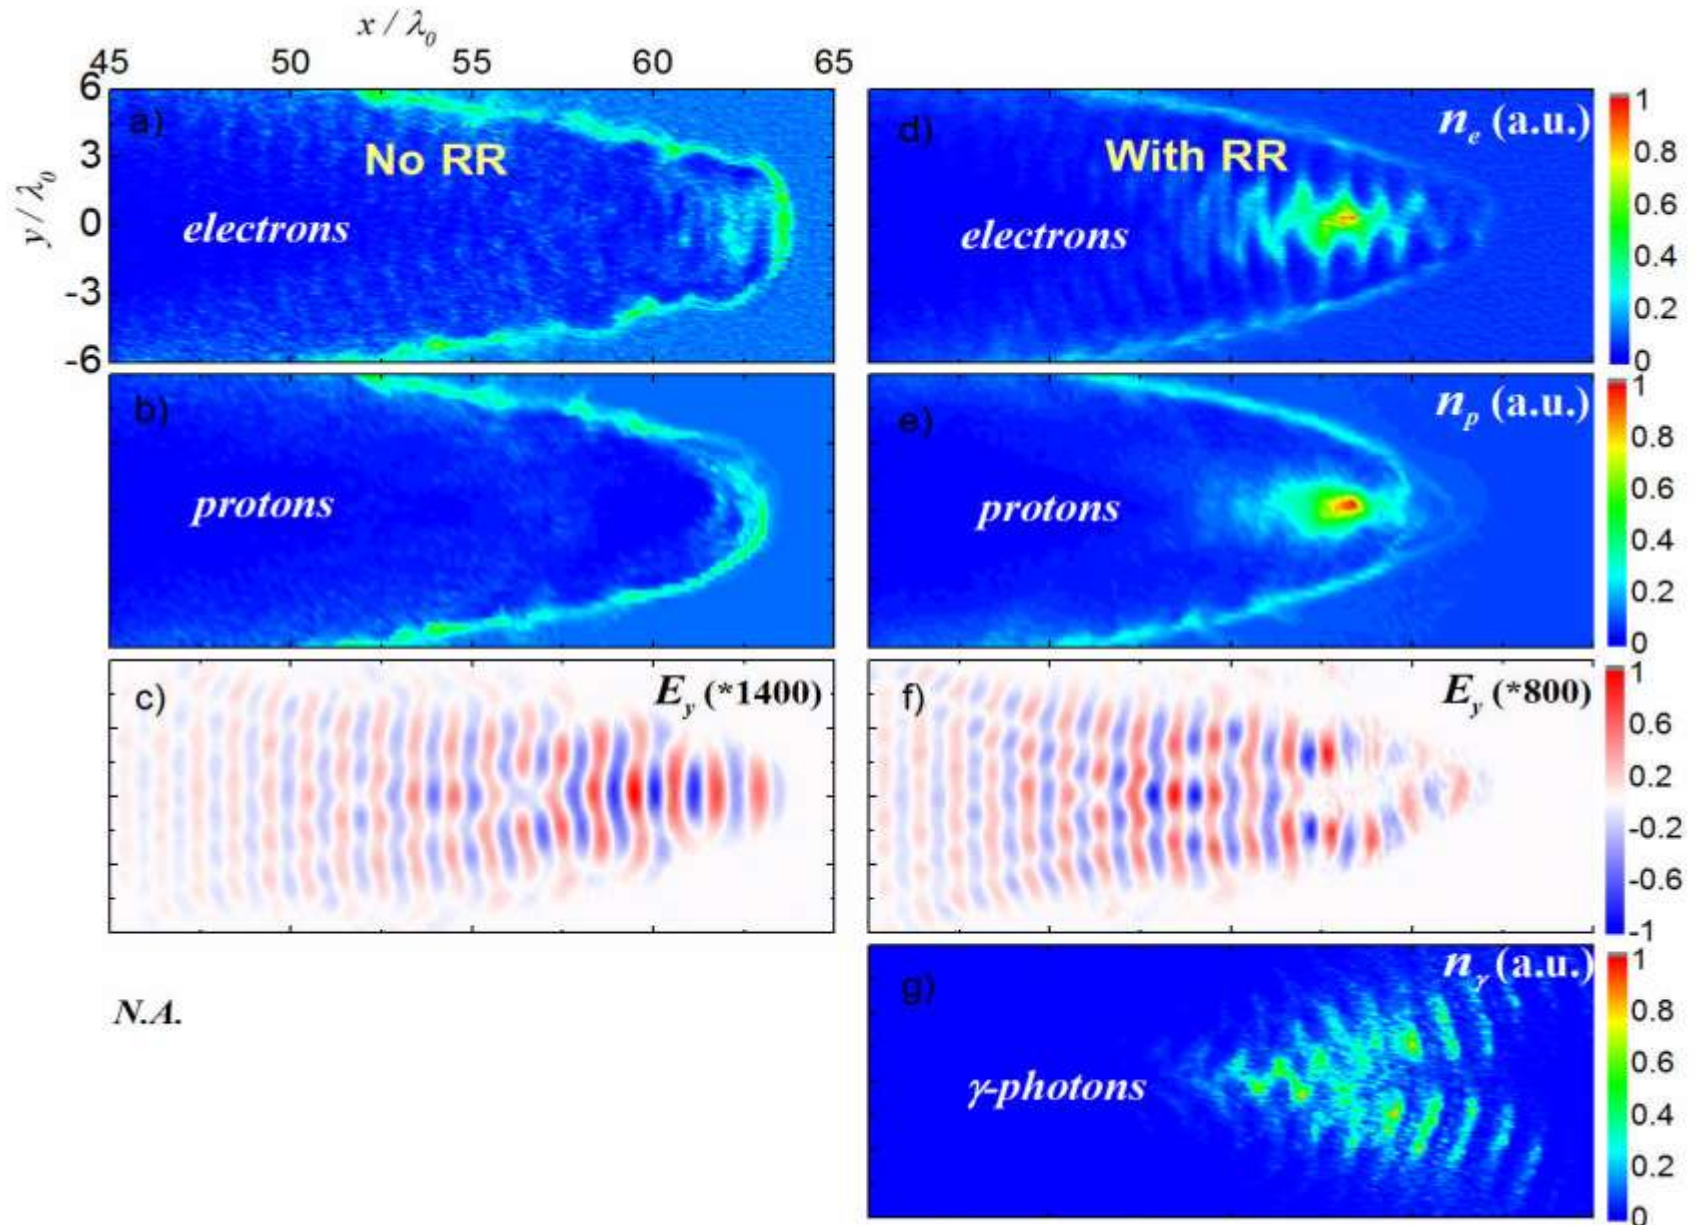 x / λ₀
45 50 55 60 65
y / λ₀
6
3
0
-3
-6
a)
No RR
electrons
d)
With RR
electrons
nₑ (a.u.)
1
0.8
0.6
0.4
0.2
0
b)
protons
e)
protons
nₚ (a.u.)
1
0.8
0.6
0.4
0.2
0
c)
E_y (*1400)
f)
E_y (*800)
1
0.6
0.2
-0.2
-0.6
-1
N.A.
g)
γ-photons
n_γ (a.u.)
1
0.8
0.6
0.4
0.2
0